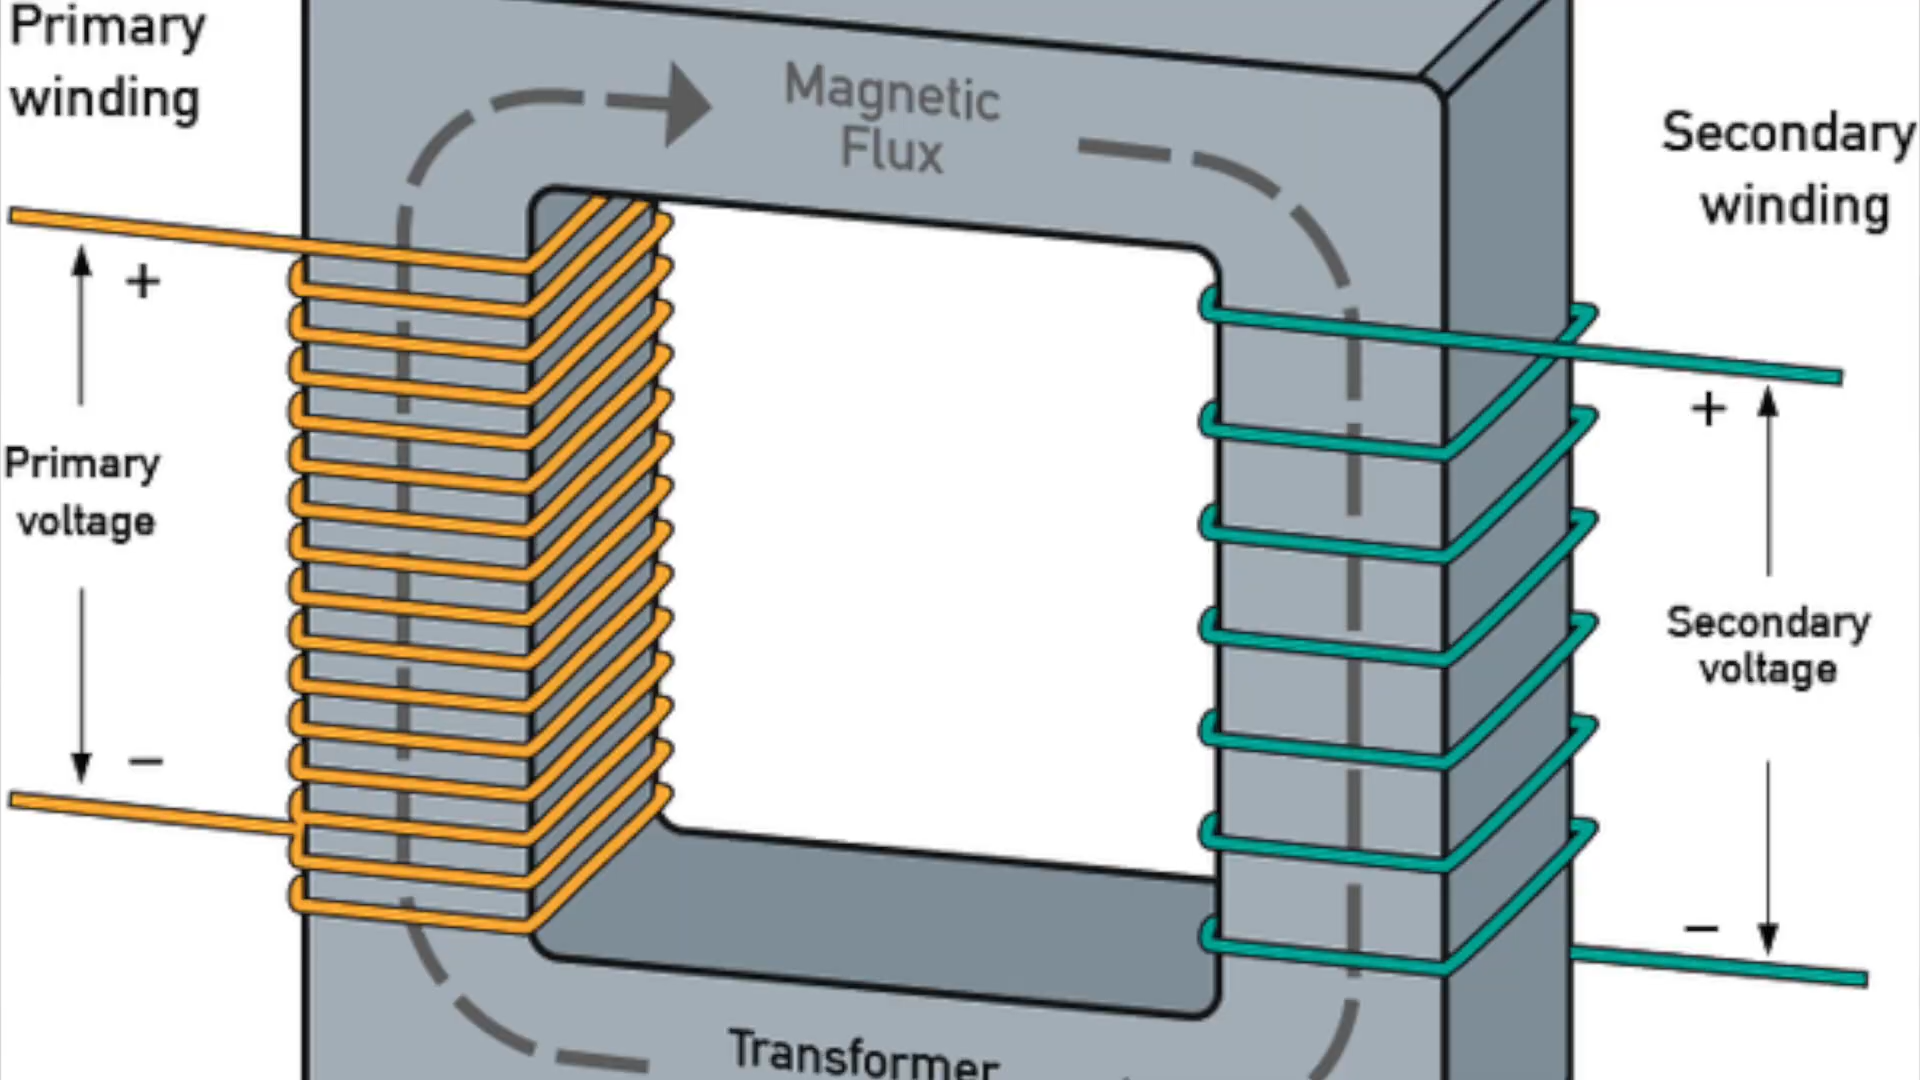 Primary
winding
Magnetic
Flux
Secondary
winding
+
Primary
voltage
−
+
Secondary
voltage
−
Transformer